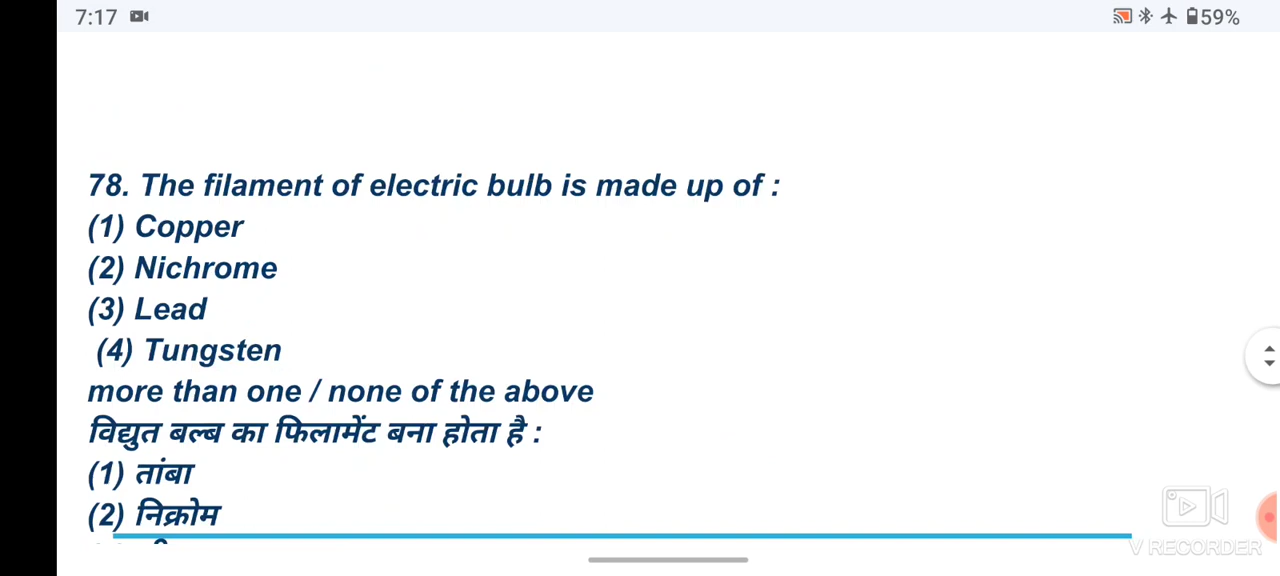 7:17
59%
78. The filament of electric bulb is made up of :
(1) Copper
(2) Nichrome
(3) Lead
(4) Tungsten
more than one / none of the above
विद्युत बल्ब का फिलामेंट बना होता है :
(1) तांबा
(2) निक्रोम
V RECORDER